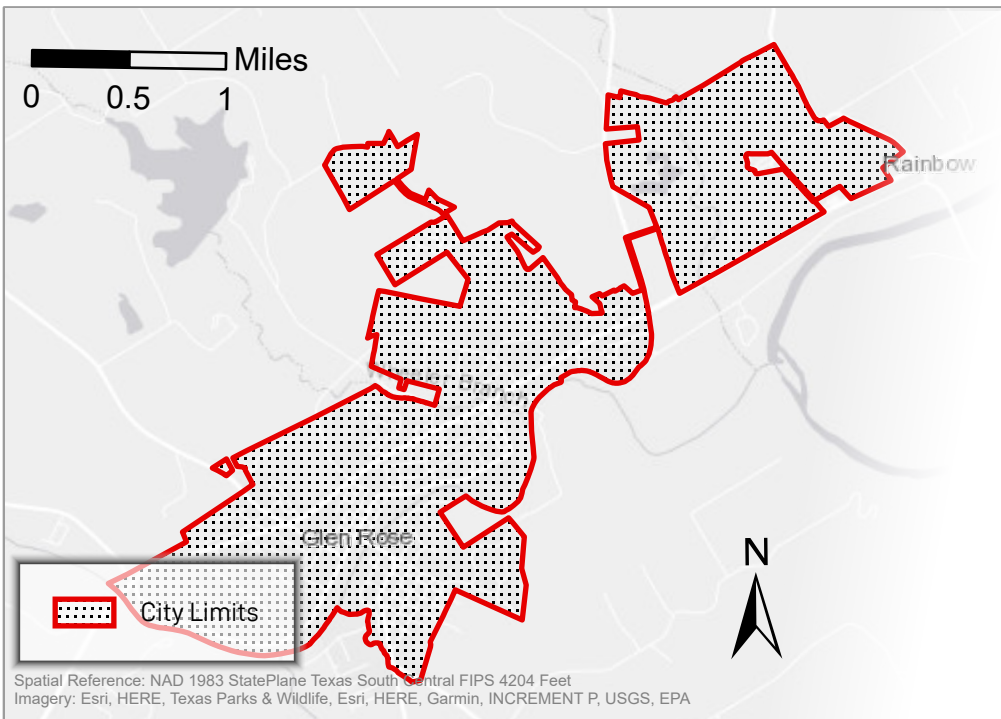 Miles
0 0.5 1
Rainbow
Glen Rose
N
City Limits
Spatial Reference: NAD 1983 StatePlane Texas South Central FIPS 4204 Feet
Imagery: Esri, HERE, Texas Parks & Wildlife, Esri, HERE, Garmin, INCREMENT P, USGS, EPA